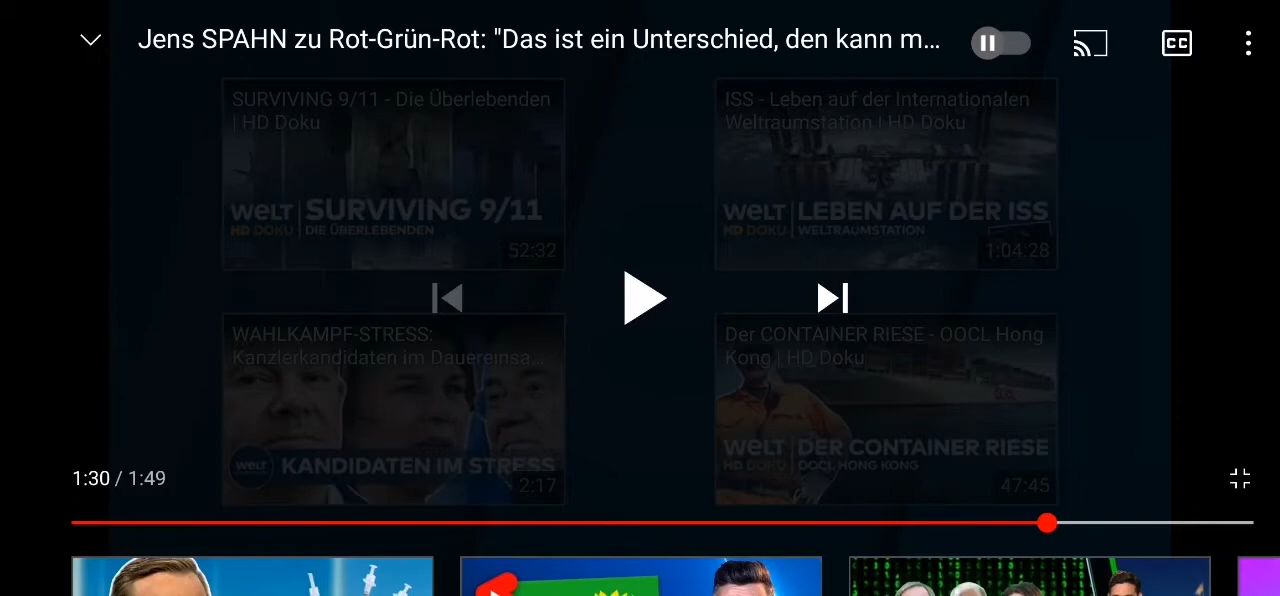 Jens SPAHN zu Rot-Grün-Rot: "Das ist ein Unterschied, den kann m...
CC
SURVIVING 9/11 - Die Überlebenden
| HD Doku
welt | SURVIVING 9/11
HD DOKU | DIE ÜBERLEBENDEN
52:32
ISS - Leben auf der Internationalen
Weltraumstation | HD Doku
welt | LEBEN AUF DER ISS
HD DOKU | WELTRAUMSTATION
1:04:28
WAHLKAMPF-STRESS:
Kanzlerkandidaten im Dauereinsa...
welt KANDIDATEN IM STRESS
2:17
Der CONTAINER RIESE - OOCL Hong
Kong | HD Doku
welt | DER CONTAINER RIESE
HD DOKU | OOCL HONG KONG
47:45
1:30 / 1:49